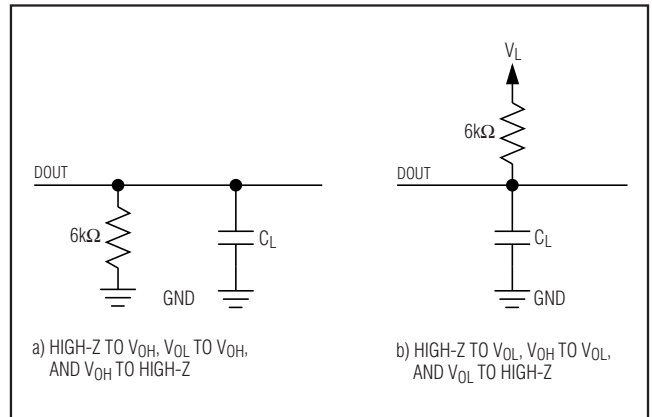 DOUT
6kΩ
C_L
GND
a) HIGH-Z TO V_OH, V_OL TO V_OH,
AND V_OH TO HIGH-Z
V_L
6kΩ
DOUT
C_L
GND
b) HIGH-Z TO V_OL, V_OH TO V_OL,
AND V_OL TO HIGH-Z